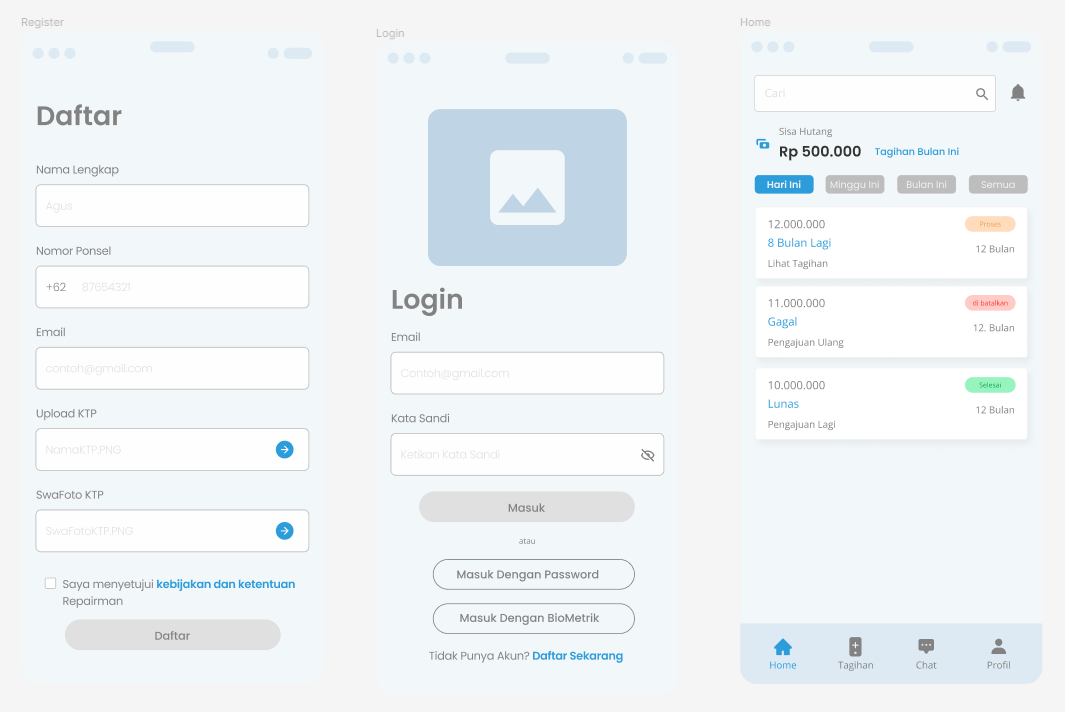 Register
Daftar
Nama Lengkap
Agus
Nomor Ponsel
+62 87654321
Email
contoh@gmail.com
Upload KTP
NamaKTP.PNG
SwaFoto KTP
SwaFotoKTP.PNG
Saya menyetujui kebijakan dan ketentuan
Repairman
Daftar
Login
Login
Email
Contoh@gmail.com
Kata Sandi
Ketikan Kata Sandi
Masuk
atau
Masuk Dengan Password
Masuk Dengan BioMetrik
Tidak Punya Akun? Daftar Sekarang
Home
Cari
Sisa Hutang
Rp 500.000 Tagihan Bulan Ini
Hari Ini Minggu Ini Bulan Ini Semua
12.000.000 Proses
8 Bulan Lagi 12 Bulan
Lihat Tagihan
11.000.000 di batalkan
Gagal 12. Bulan
Pengajuan Ulang
10.000.000 Selesai
Lunas 12 Bulan
Pengajuan Lagi
Home Tagihan Chat Profil